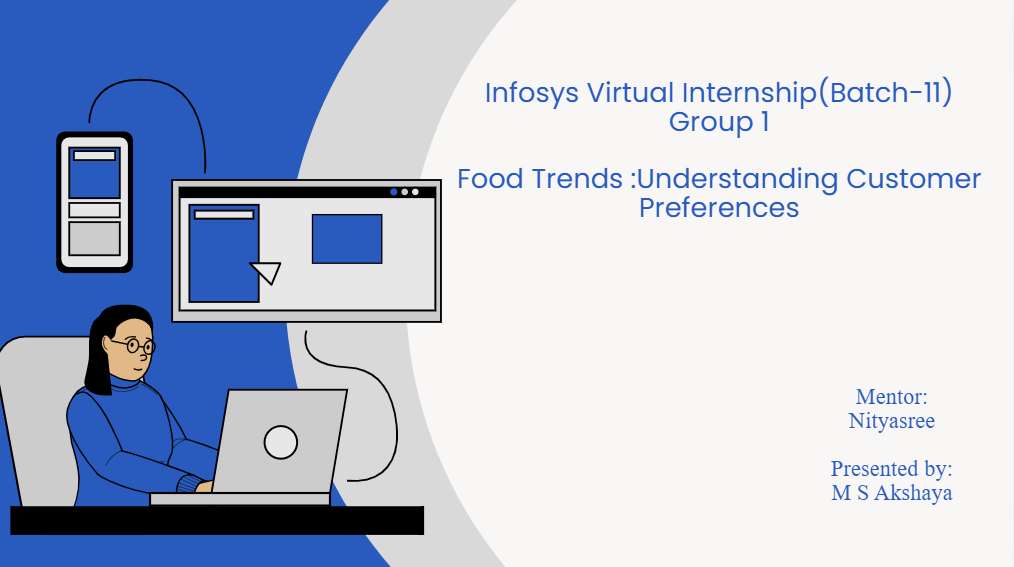 Infosys Virtual Internship(Batch-11)
Group 1
Food Trends :Understanding Customer
Preferences
Mentor:
Nityasree
Presented by:
M S Akshaya